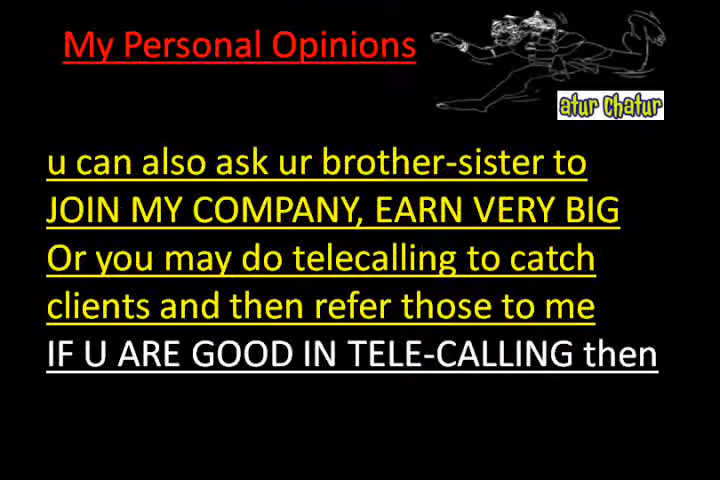 My Personal Opinions
atur chatur
u can also ask ur brother-sister to
JOIN MY COMPANY, EARN VERY BIG
Or you may do telecalling to catch
clients and then refer those to me
IF U ARE GOOD IN TELE-CALLING then